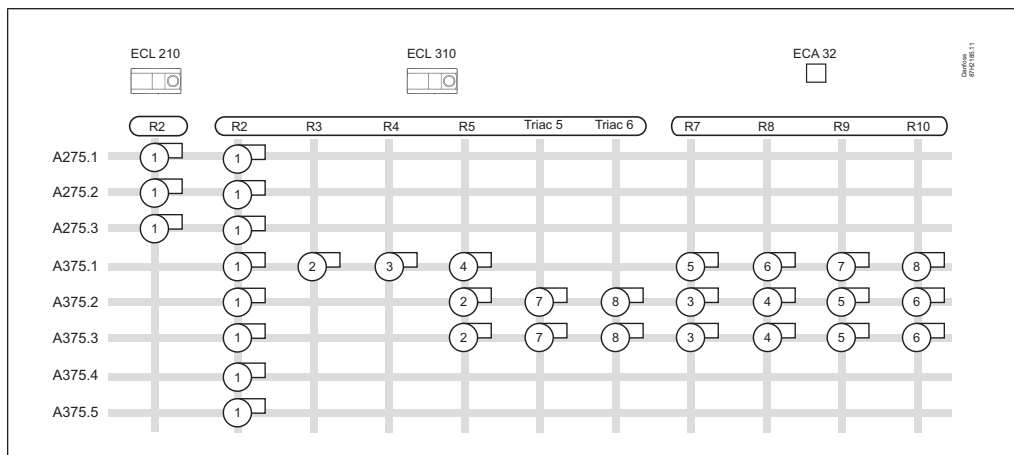 ECL 210 ECL 310 ECA 32
Danfoss
87H2185.11
R2 R2 R3 R4 R5 Triac 5 Triac 6 R7 R8 R9 R10
A275.1 1 1
A275.2 1 1
A275.3 1 1
A375.1 1 2 3 4 5 6 7 8
A375.2 1 2 7 8 3 4 5 6
A375.3 1 2 7 8 3 4 5 6
A375.4 1
A375.5 1